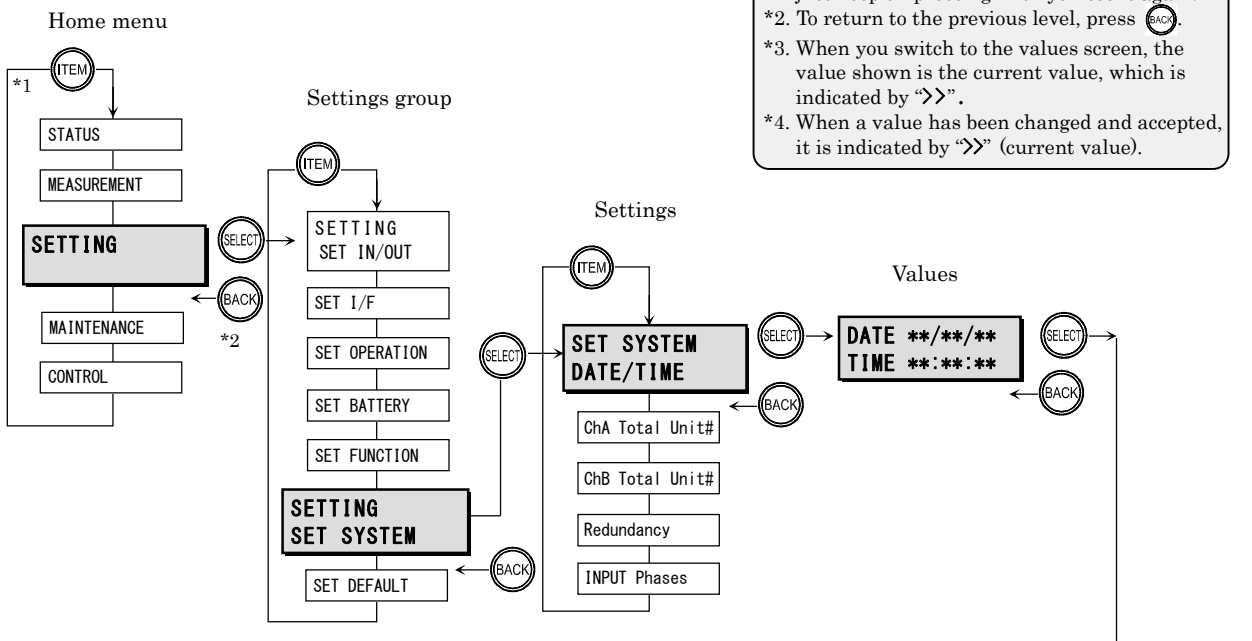 Home menu
ITEM
*1
STATUS
MEASUREMENT
SETTING
SELECT
BACK
*2
MAINTENANCE
CONTROL
Settings group
ITEM
SETTING
SET IN/OUT
SET I/F
SET OPERATION
SET BATTERY
SET FUNCTION
SETTING
SET SYSTEM
SET DEFAULT
SELECT
BACK
Settings
ITEM
SET SYSTEM
DATE/TIME
ChA Total Unit#
ChB Total Unit#
Redundancy
INPUT Phases
SELECT
BACK
Values
DATE **/**/**
TIME **:**:**
SELECT
BACK
*2. To return to the previous level, press BACK.
*3. When you switch to the values screen, the
value shown is the current value, which is
indicated by “>>”.
*4. When a value has been changed and accepted,
it is indicated by “>>” (current value).